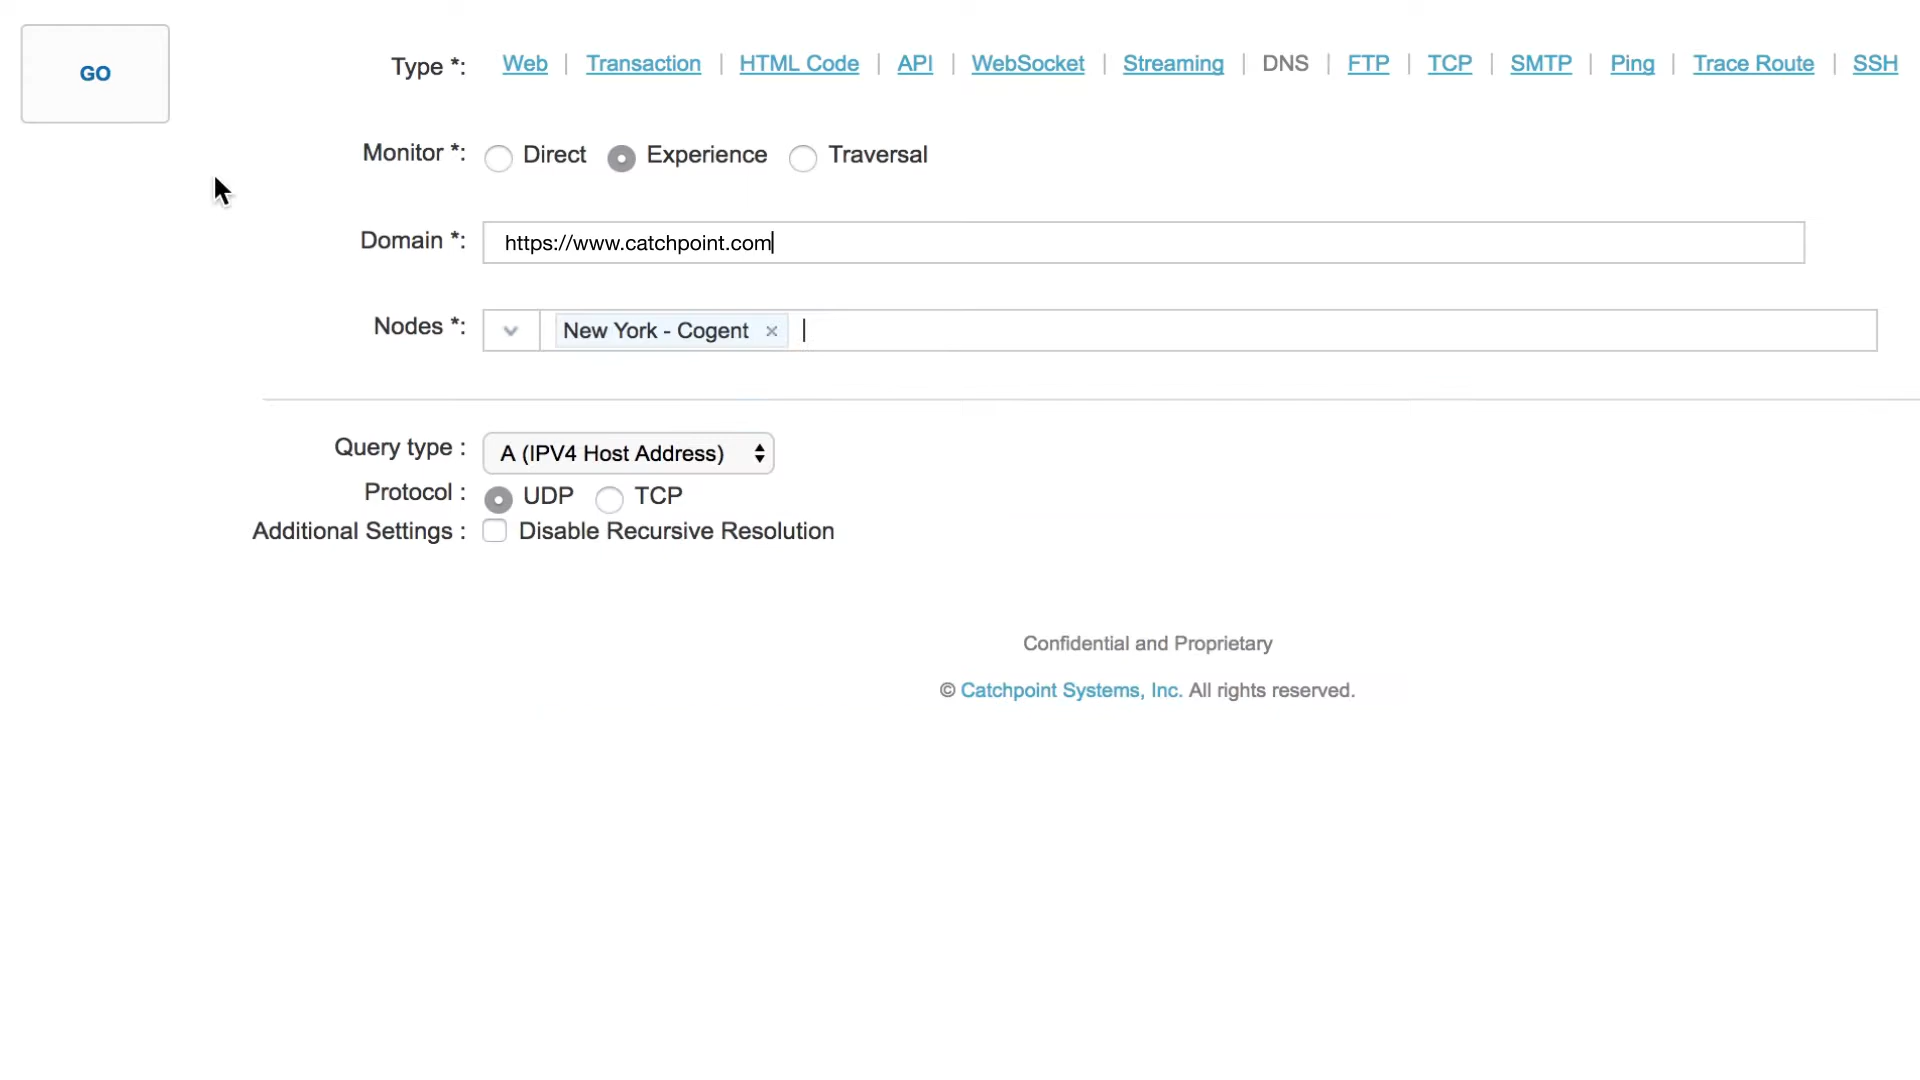 GO
Type *: Web | Transaction | HTML Code | API | WebSocket | Streaming | DNS | FTP | TCP | SMTP | Ping | Trace Route | SSH
Monitor *: Direct Experience Traversal
Domain *: https://www.catchpoint.com
Nodes *: New York - Cogent ×
Query type : A (IPV4 Host Address)
Protocol : UDP TCP
Additional Settings : Disable Recursive Resolution
Confidential and Proprietary
© Catchpoint Systems, Inc. All rights reserved.